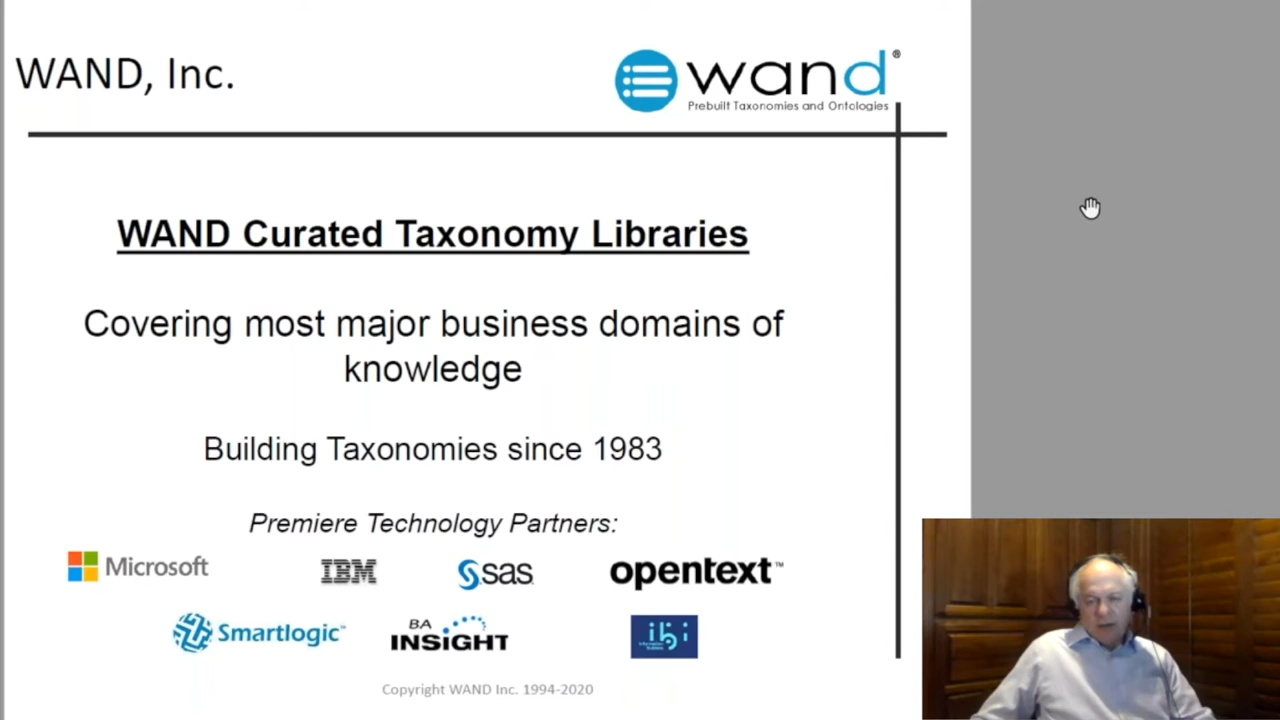 WAND, Inc.
wand®
Prebuilt Taxonomies and Ontologies
WAND Curated Taxonomy Libraries
Covering most major business domains of
knowledge
Building Taxonomies since 1983
Premiere Technology Partners:
Microsoft IBM sas opentext™
Smartlogic™ BA INSIGHT ibi
Copyright WAND Inc. 1994-2020